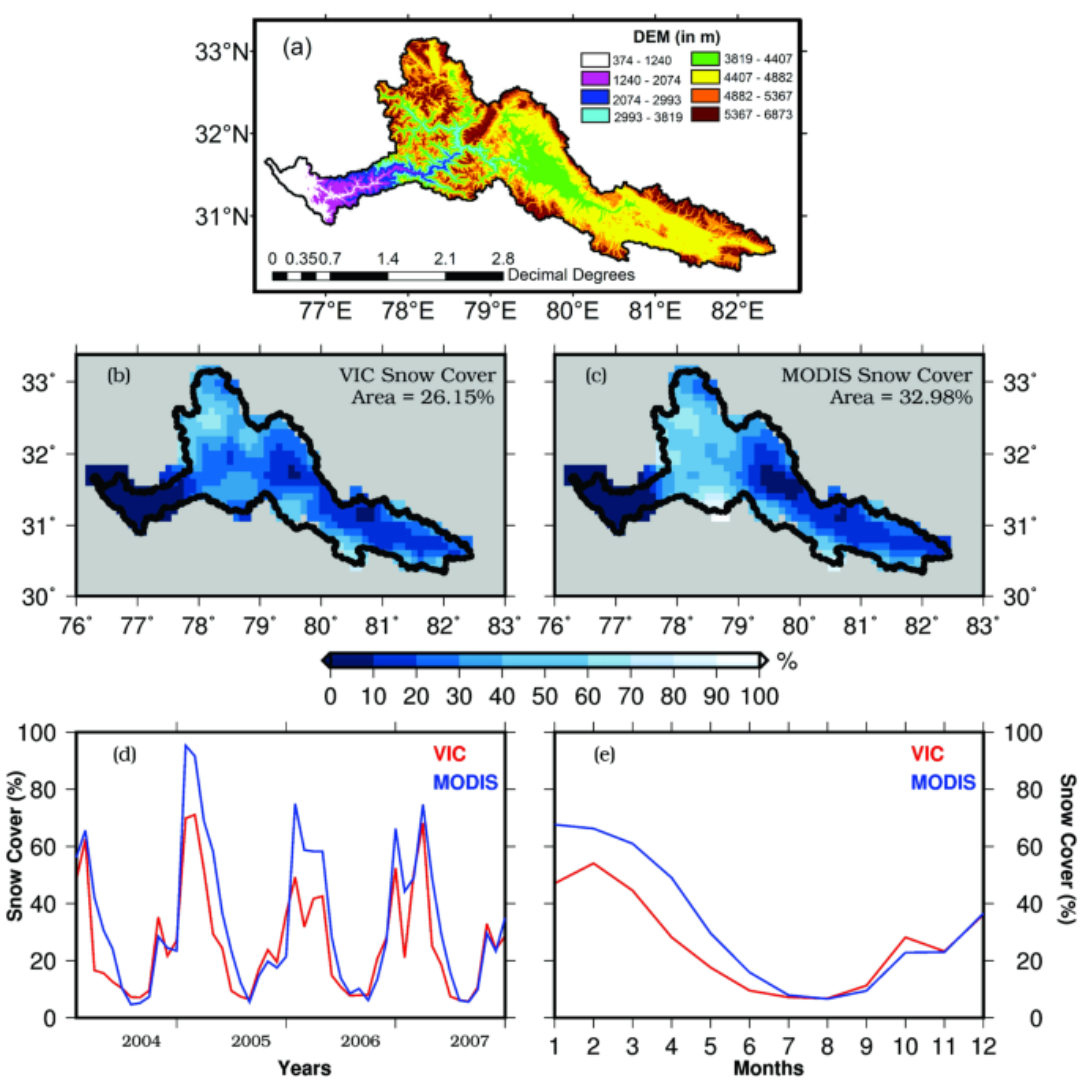 (a)
DEM (in m)
374 - 1240
3819 - 4407
1240 - 2074
4407 - 4882
2074 - 2993
4882 - 5367
2993 - 3819
5367 - 6873
33°N
32°N
31°N
0 0.350.7 1.4 2.1 2.8
Decimal Degrees
77°E 78°E 79°E 80°E 81°E 82°E
(b)
VIC Snow Cover
Area = 26.15%
33˚
32˚
31˚
30˚
76˚ 77˚ 78˚ 79˚ 80˚ 81˚ 82˚ 83˚
(c)
MODIS Snow Cover
Area = 32.98%
33˚
32˚
31˚
30˚
76˚ 77˚ 78˚ 79˚ 80˚ 81˚ 82˚ 83˚
%
0 10 20 30 40 50 60 70 80 90 100
(d)
VIC
MODIS
Snow Cover (%)
100
80
60
40
20
0
2004 2005 2006 2007
Years
(e)
VIC
MODIS
100
80
60
40
20
0
Snow Cover (%)
1 2 3 4 5 6 7 8 9 10 11 12
Months